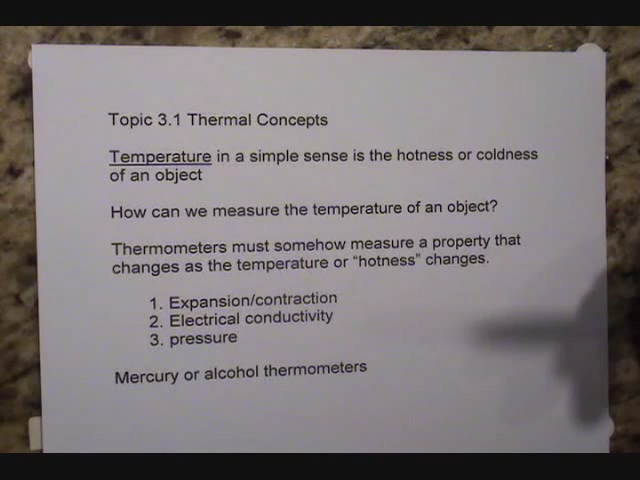 Topic 3.1 Thermal Concepts
Temperature in a simple sense is the hotness or coldness
of an object
How can we measure the temperature of an object?
Thermometers must somehow measure a property that
changes as the temperature or “hotness” changes.
1. Expansion/contraction
2. Electrical conductivity
3. pressure
Mercury or alcohol thermometers